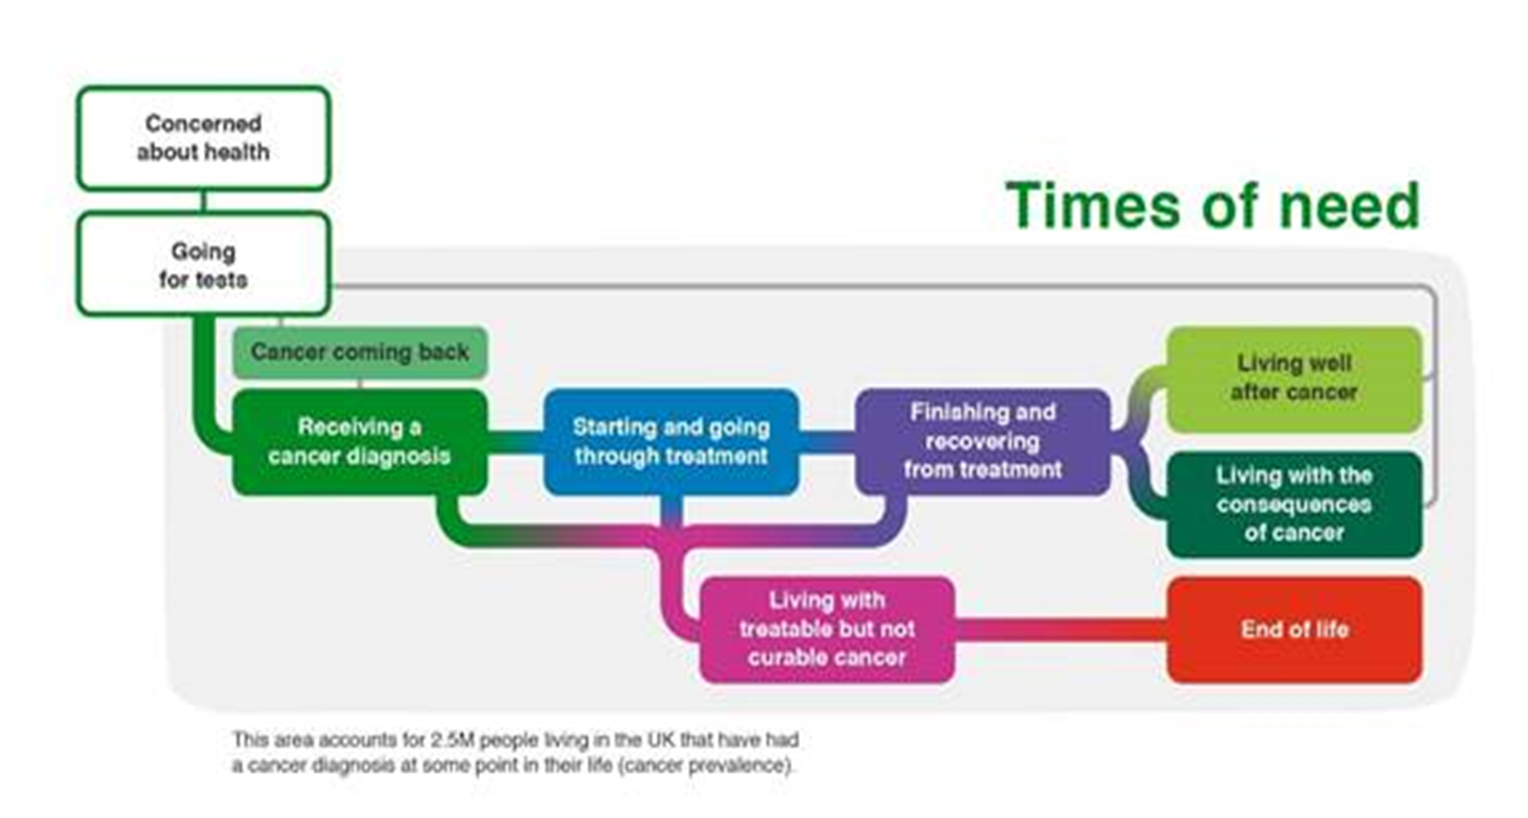 Concerned
about health
Times of need
Going
for tests
Cancer coming back
Receiving a
cancer diagnosis
Starting and going
through treatment
Finishing and
recovering
from treatment
Living well
after cancer
Living with the
consequences
of cancer
Living with
treatable but not
curable cancer
End of life
This area accounts for 2.5M people living in the UK that have had
a cancer diagnosis at some point in their life (cancer prevalence).